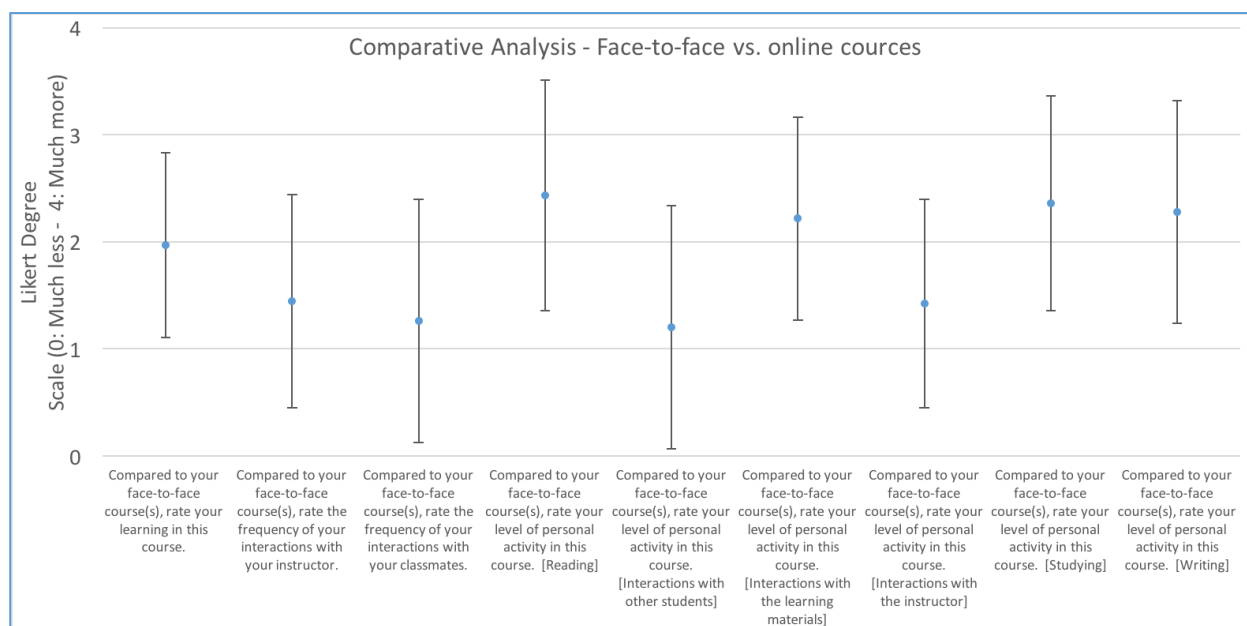 Comparative Analysis - Face-to-face vs. online cources
Likert Degree
Scale (0: Much less - 4: Much more)
4
3
2
1
0
Compared to your
face-to-face
course(s), rate your
learning in this
course.
Compared to your
face-to-face
course(s), rate the
frequency of your
interactions with
your instructor.
Compared to your
face-to-face
course(s), rate the
frequency of your
interactions with
your classmates.
Compared to your
face-to-face
course(s), rate your
level of personal
activity in this
course. [Reading]
Compared to your
face-to-face
course(s), rate your
level of personal
activity in this
course.
[Interactions with
other students]
Compared to your
face-to-face
course(s), rate your
level of personal
activity in this
course.
[Interactions with
the learning
materials]
Compared to your
face-to-face
course(s), rate your
level of personal
activity in this
course.
[Interactions with
the instructor]
Compared to your
face-to-face
course(s), rate your
level of personal
activity in this
course. [Studying]
Compared to your
face-to-face
course(s), rate your
level of personal
activity in this
course. [Writing]